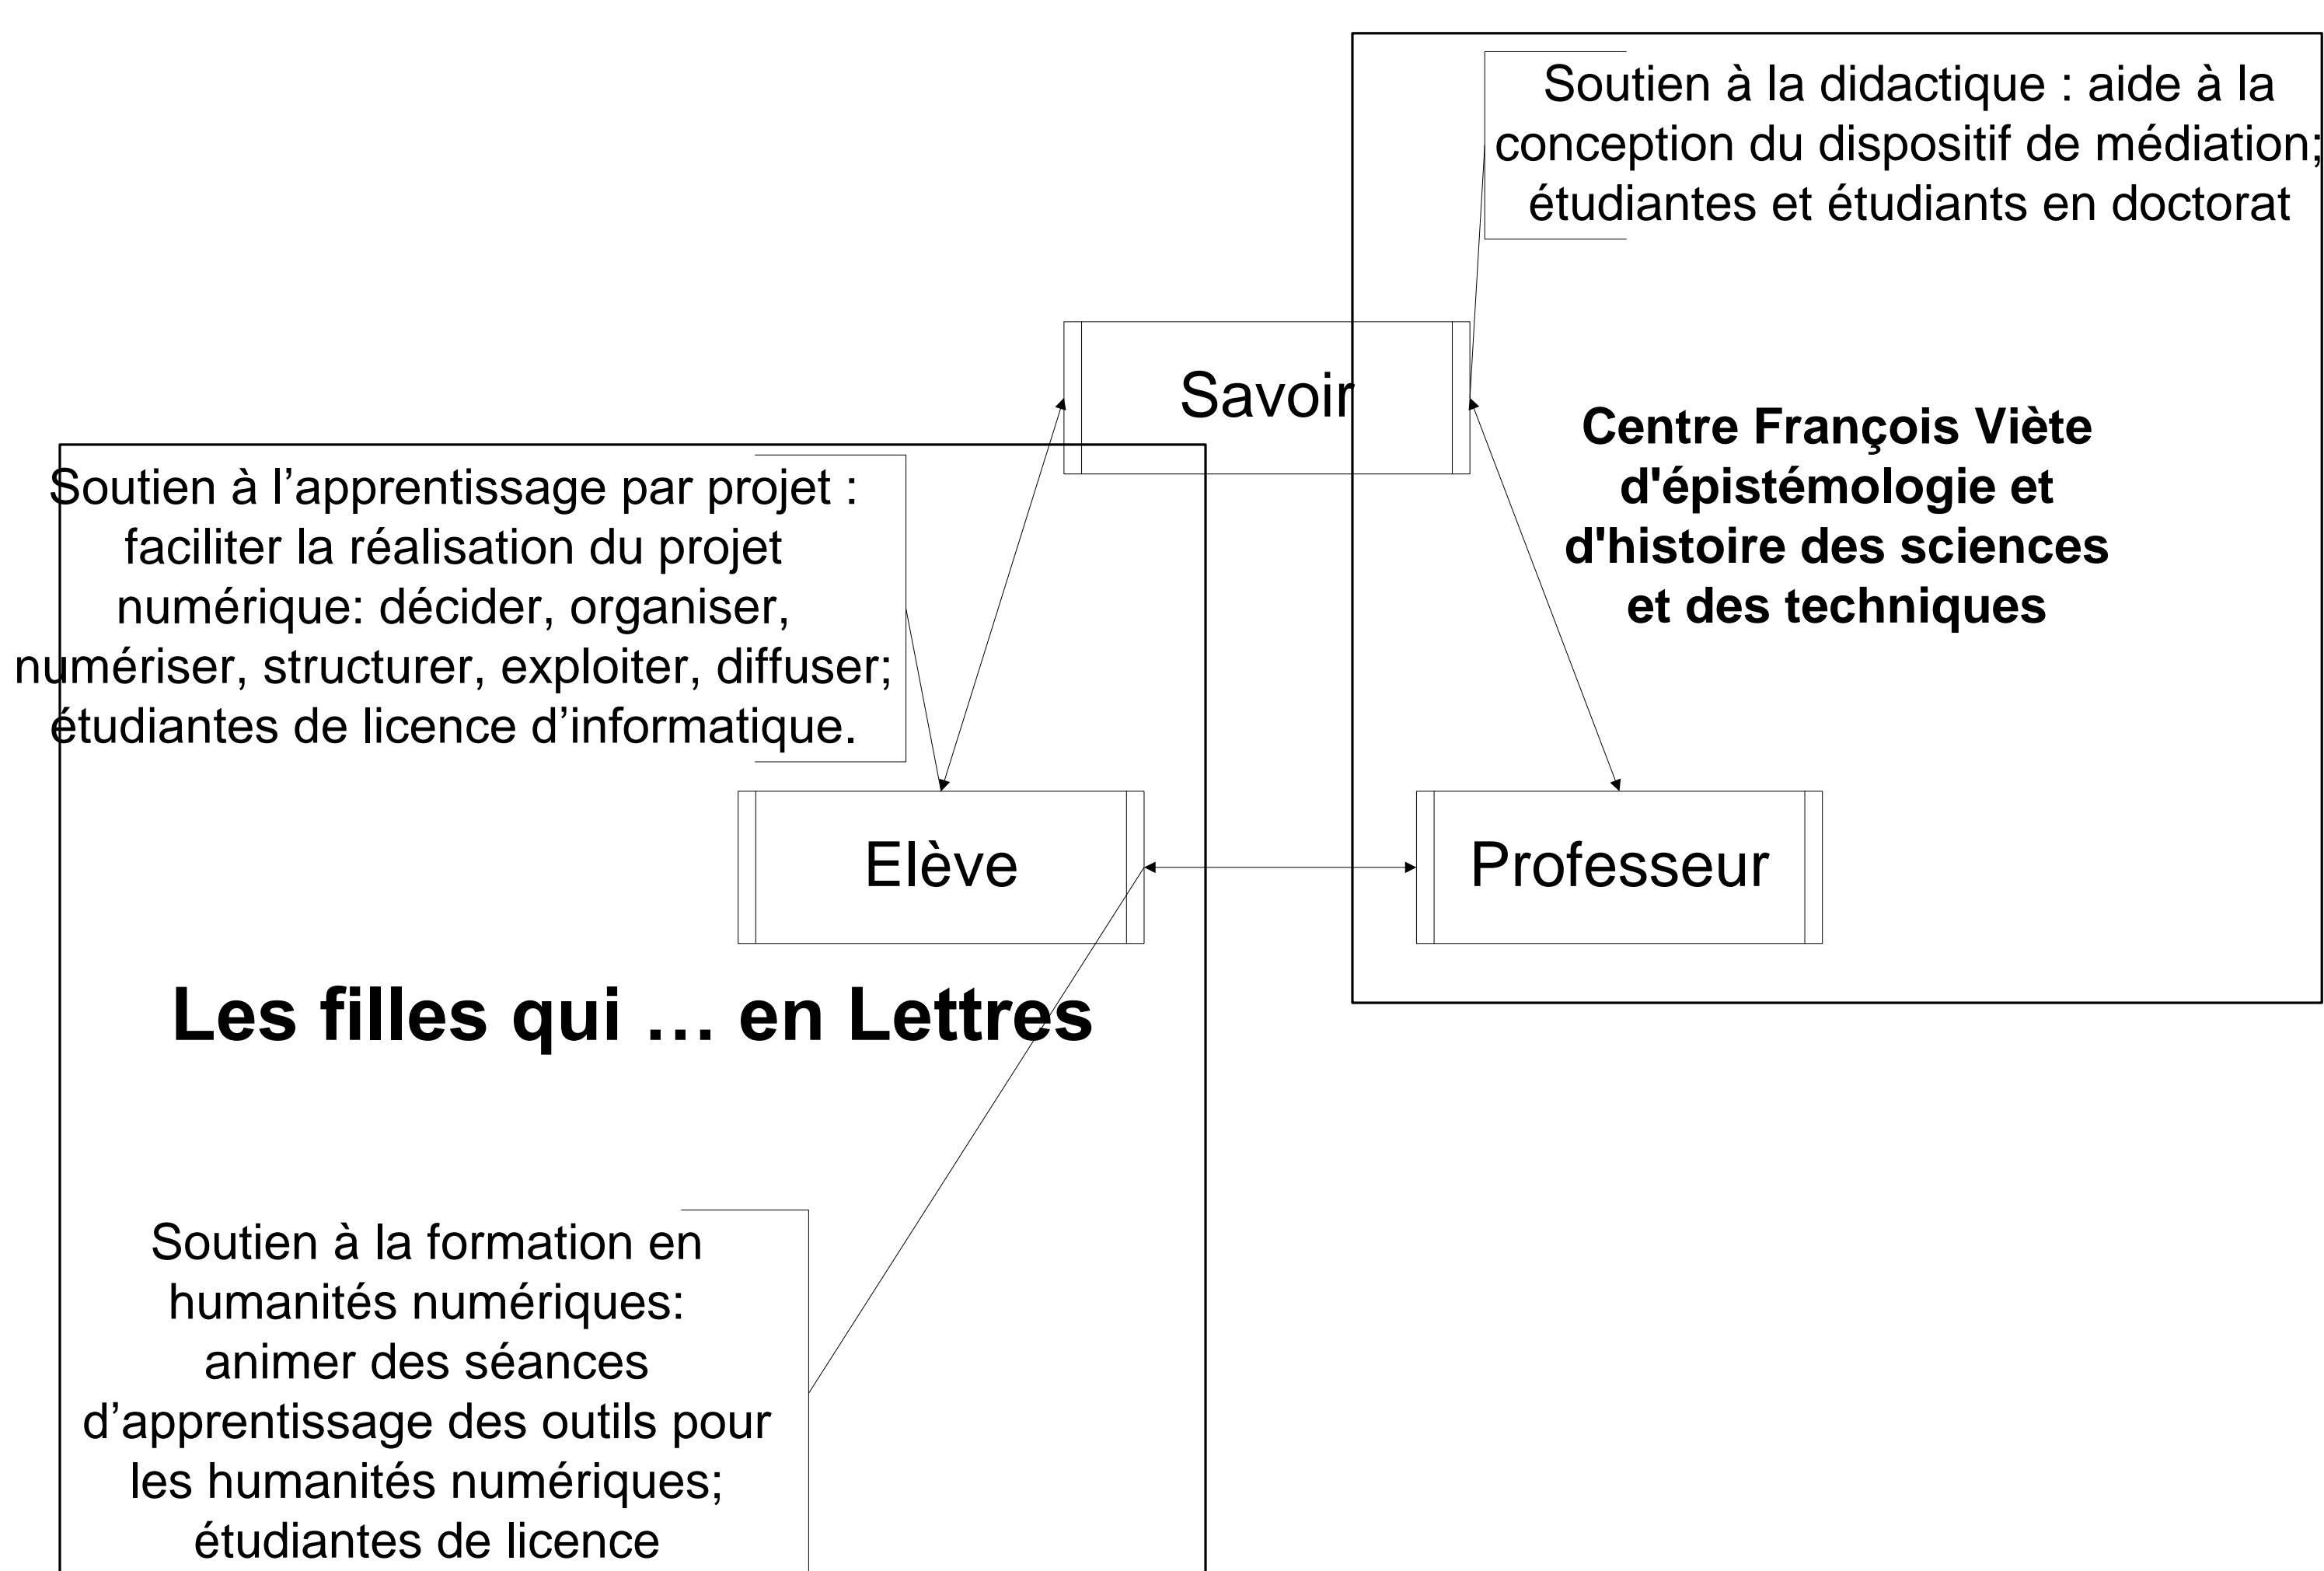 Soutien à la didactique : aide à la
conception du dispositif de médiation;
étudiantes et étudiants en doctorat
Savoir
Centre François Viète
d'épistémologie et
d'histoire des sciences
et des techniques
Soutien à l’apprentissage par projet :
faciliter la réalisation du projet
numérique: décider, organiser,
numériser, structurer, exploiter, diffuser;
étudiantes de licence d’informatique.
Elève
Professeur
Les filles qui … en Lettres
Soutien à la formation en
humanités numériques:
animer des séances
d’apprentissage des outils pour
les humanités numériques;
étudiantes de licence